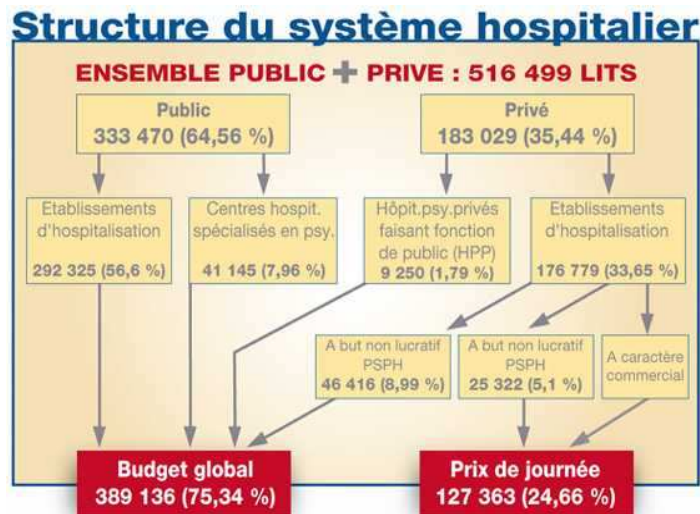 Structure du système hospitalier
ENSEMBLE PUBLIC + PRIVE : 516 499 LITS
Public
333 470 (64,56 %)
Privé
183 029 (35,44 %)
Etablissements
d'hospitalisation
292 325 (56,6 %)
Centres hospit.
spécialisés en psy.
41 145 (7,96 %)
Hôpit.psy.privés
faisant fonction
de public (HPP)
9 250 (1,79 %)
Etablissements
d'hospitalisation
176 779 (33,65 %)
A but non lucratif
PSPH
46 416 (8,99 %)
A but non lucratif
PSPH
25 322 (5,1 %)
A caractère
commercial
Budget global
389 136 (75,34 %)
Prix de journée
127 363 (24,66 %)